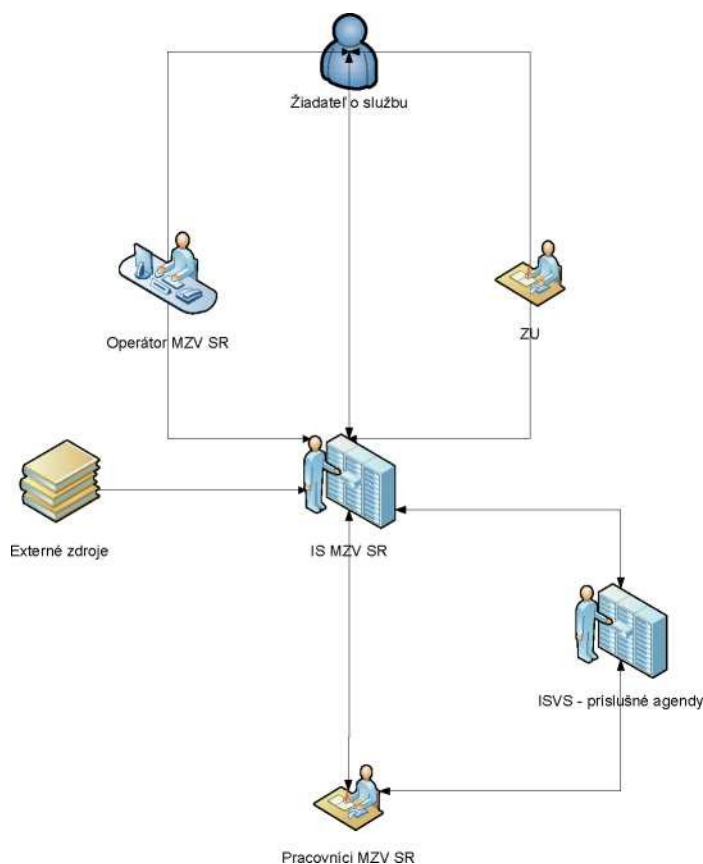 Žiadateľ o službu
Operátor MZV SR
ZU
Externé zdroje
IS MZV SR
ISVS - príslušné agendy
Pracovníci MZV SR